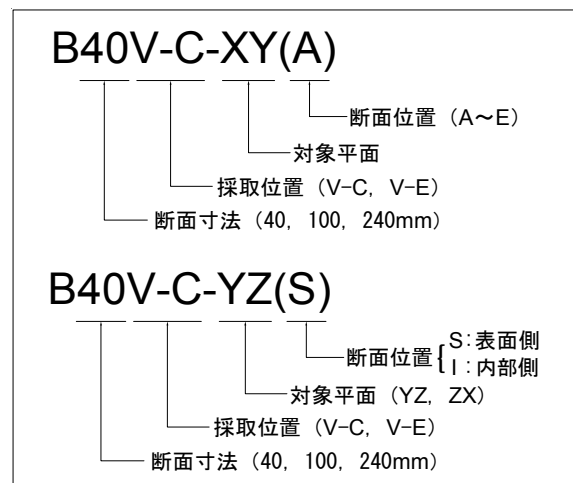 B40V-C-XY(A)
断面位置（A～E）
対象平面
採取位置（V-C, V-E）
断面寸法（40, 100, 240mm）
B40V-C-YZ(S)
断面位置{S：表面側
I：内部側
対象平面（YZ, ZX）
採取位置（V-C, V-E）
断面寸法（40, 100, 240mm）